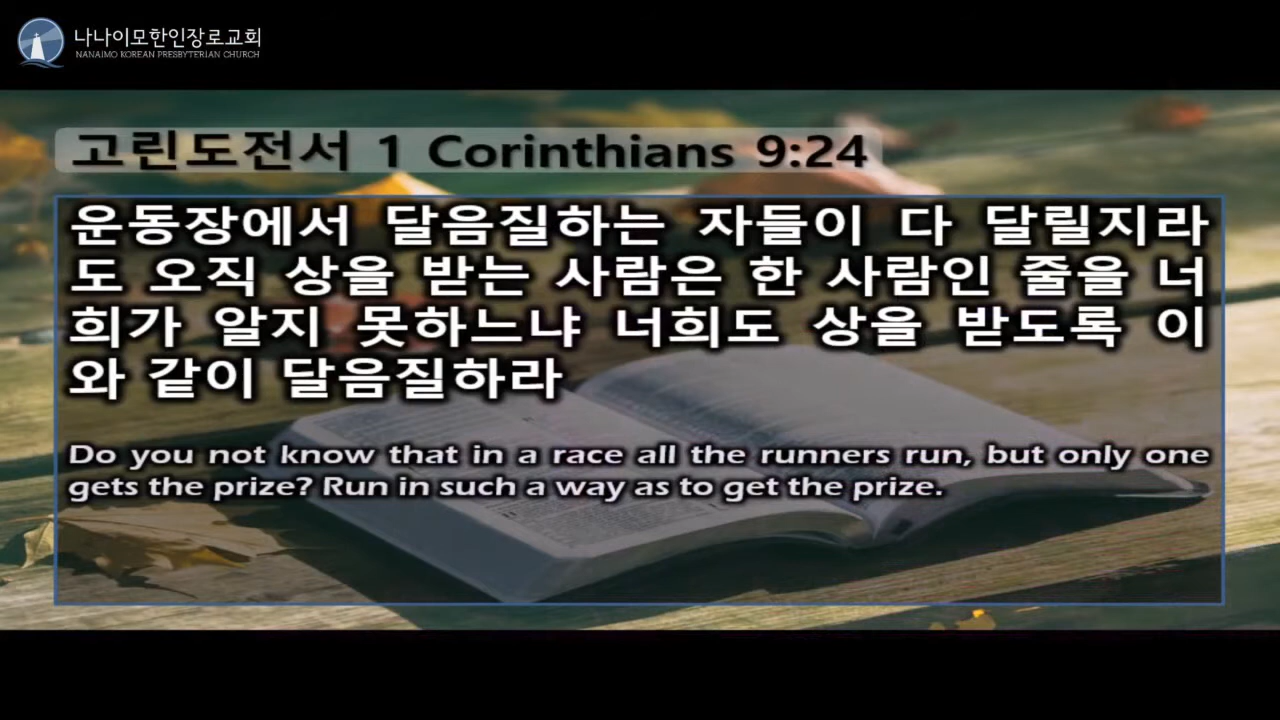 나나이모한인장로교회
NANAIMO KOREAN PRESBYTERIAN CHURCH
고린도전서 1 Corinthians 9:24
운동장에서 달음질하는 자들이 다 달릴지라
도 오직 상을 받는 사람은 한 사람인 줄을 너
희가 알지 못하느냐 너희도 상을 받도록 이
와 같이 달음질하라
Do you not know that in a race all the runners run, but only one
gets the prize? Run in such a way as to get the prize.